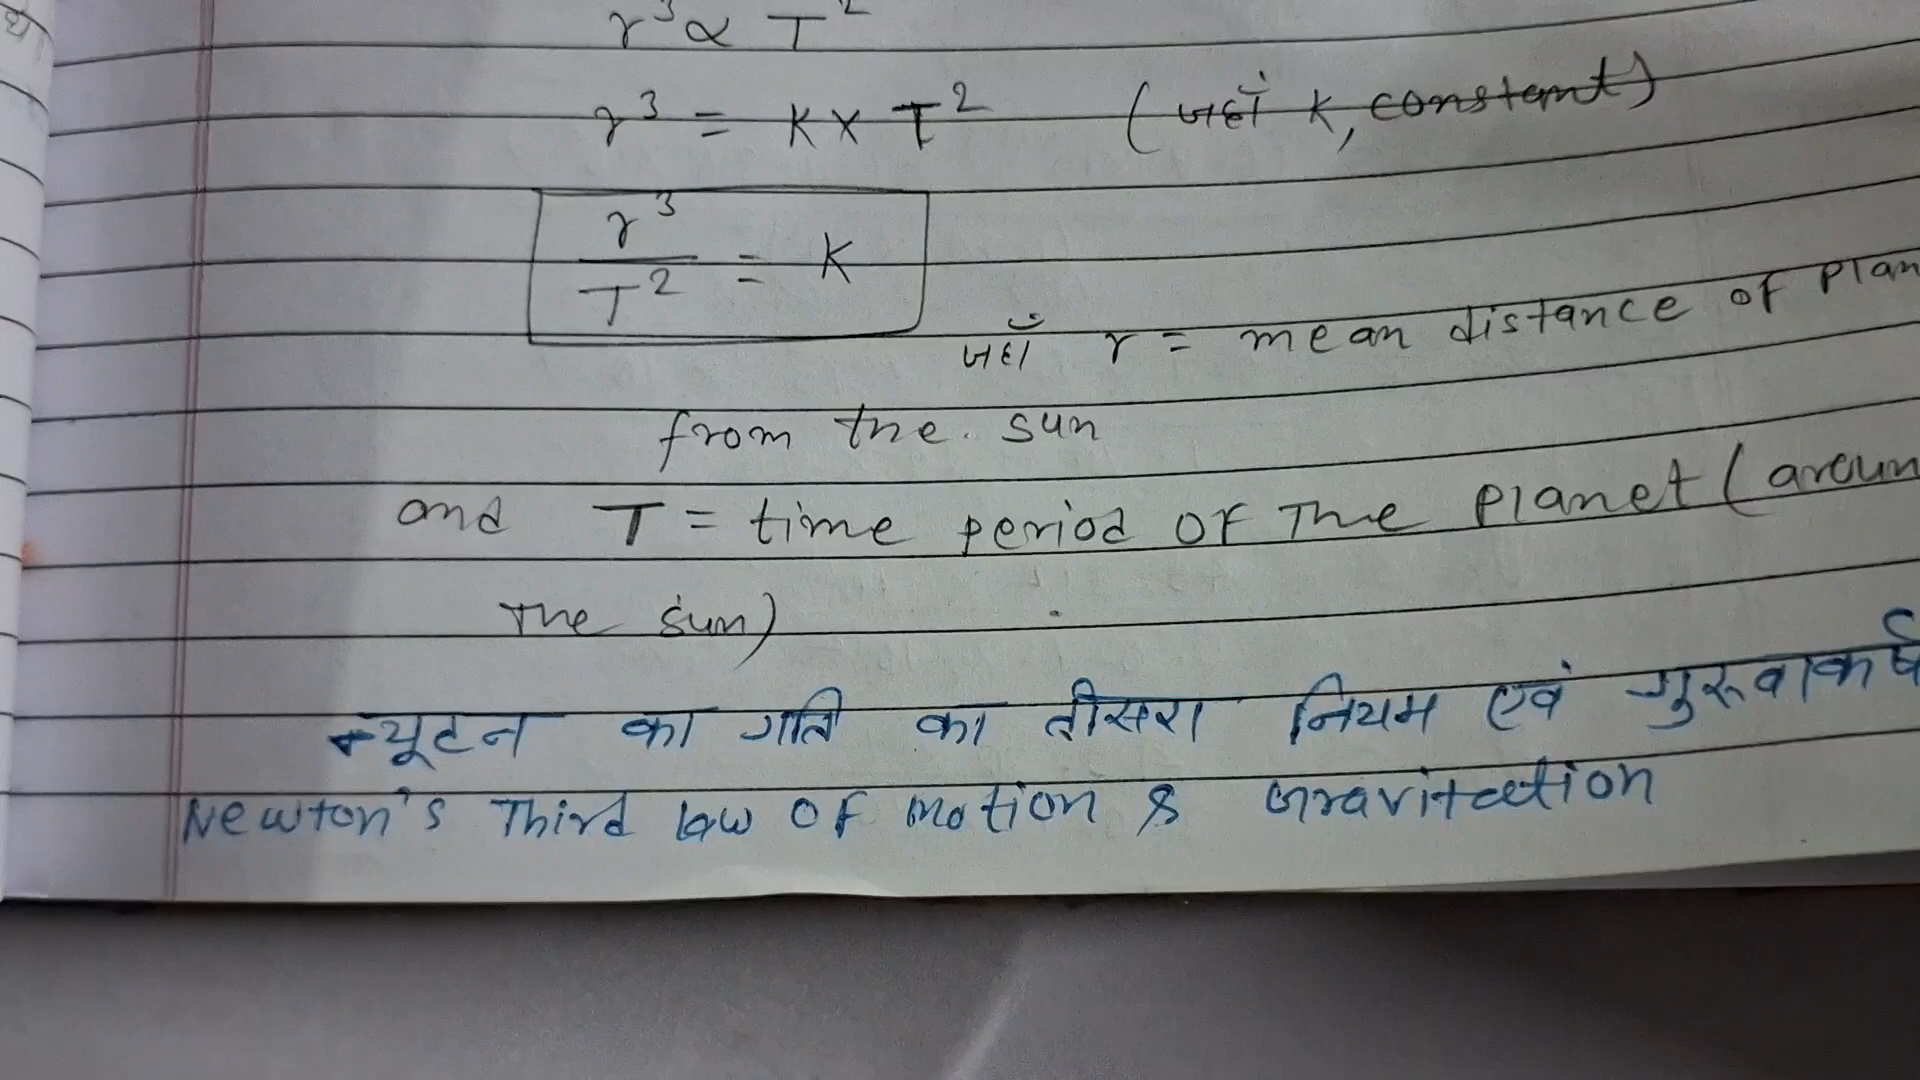 r³ ∝ T²
r³ = K × T² (जहाँ K, constant)
r³/T² = K
जहाँ r = mean distance of plan
from the sun
and T = time period of The planet (aroun
the sun)
न्यूटन का गति का तीसरा नियम एवं गुरुवाकर्ष
Newton's Third law of motion & Gravitation